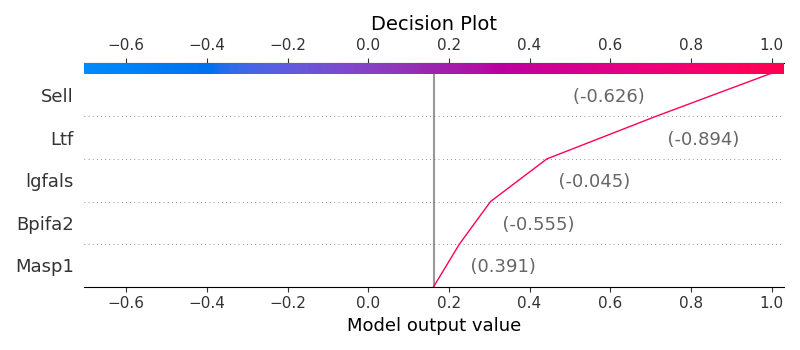 Decision Plot
−0.6 −0.4 −0.2 0.0 0.2 0.4 0.6 0.8 1.0
Sell (-0.626)
Ltf (-0.894)
lgfals (-0.045)
Bpifa2 (-0.555)
Masp1 (0.391)
−0.6 −0.4 −0.2 0.0 0.2 0.4 0.6 0.8 1.0
Model output value